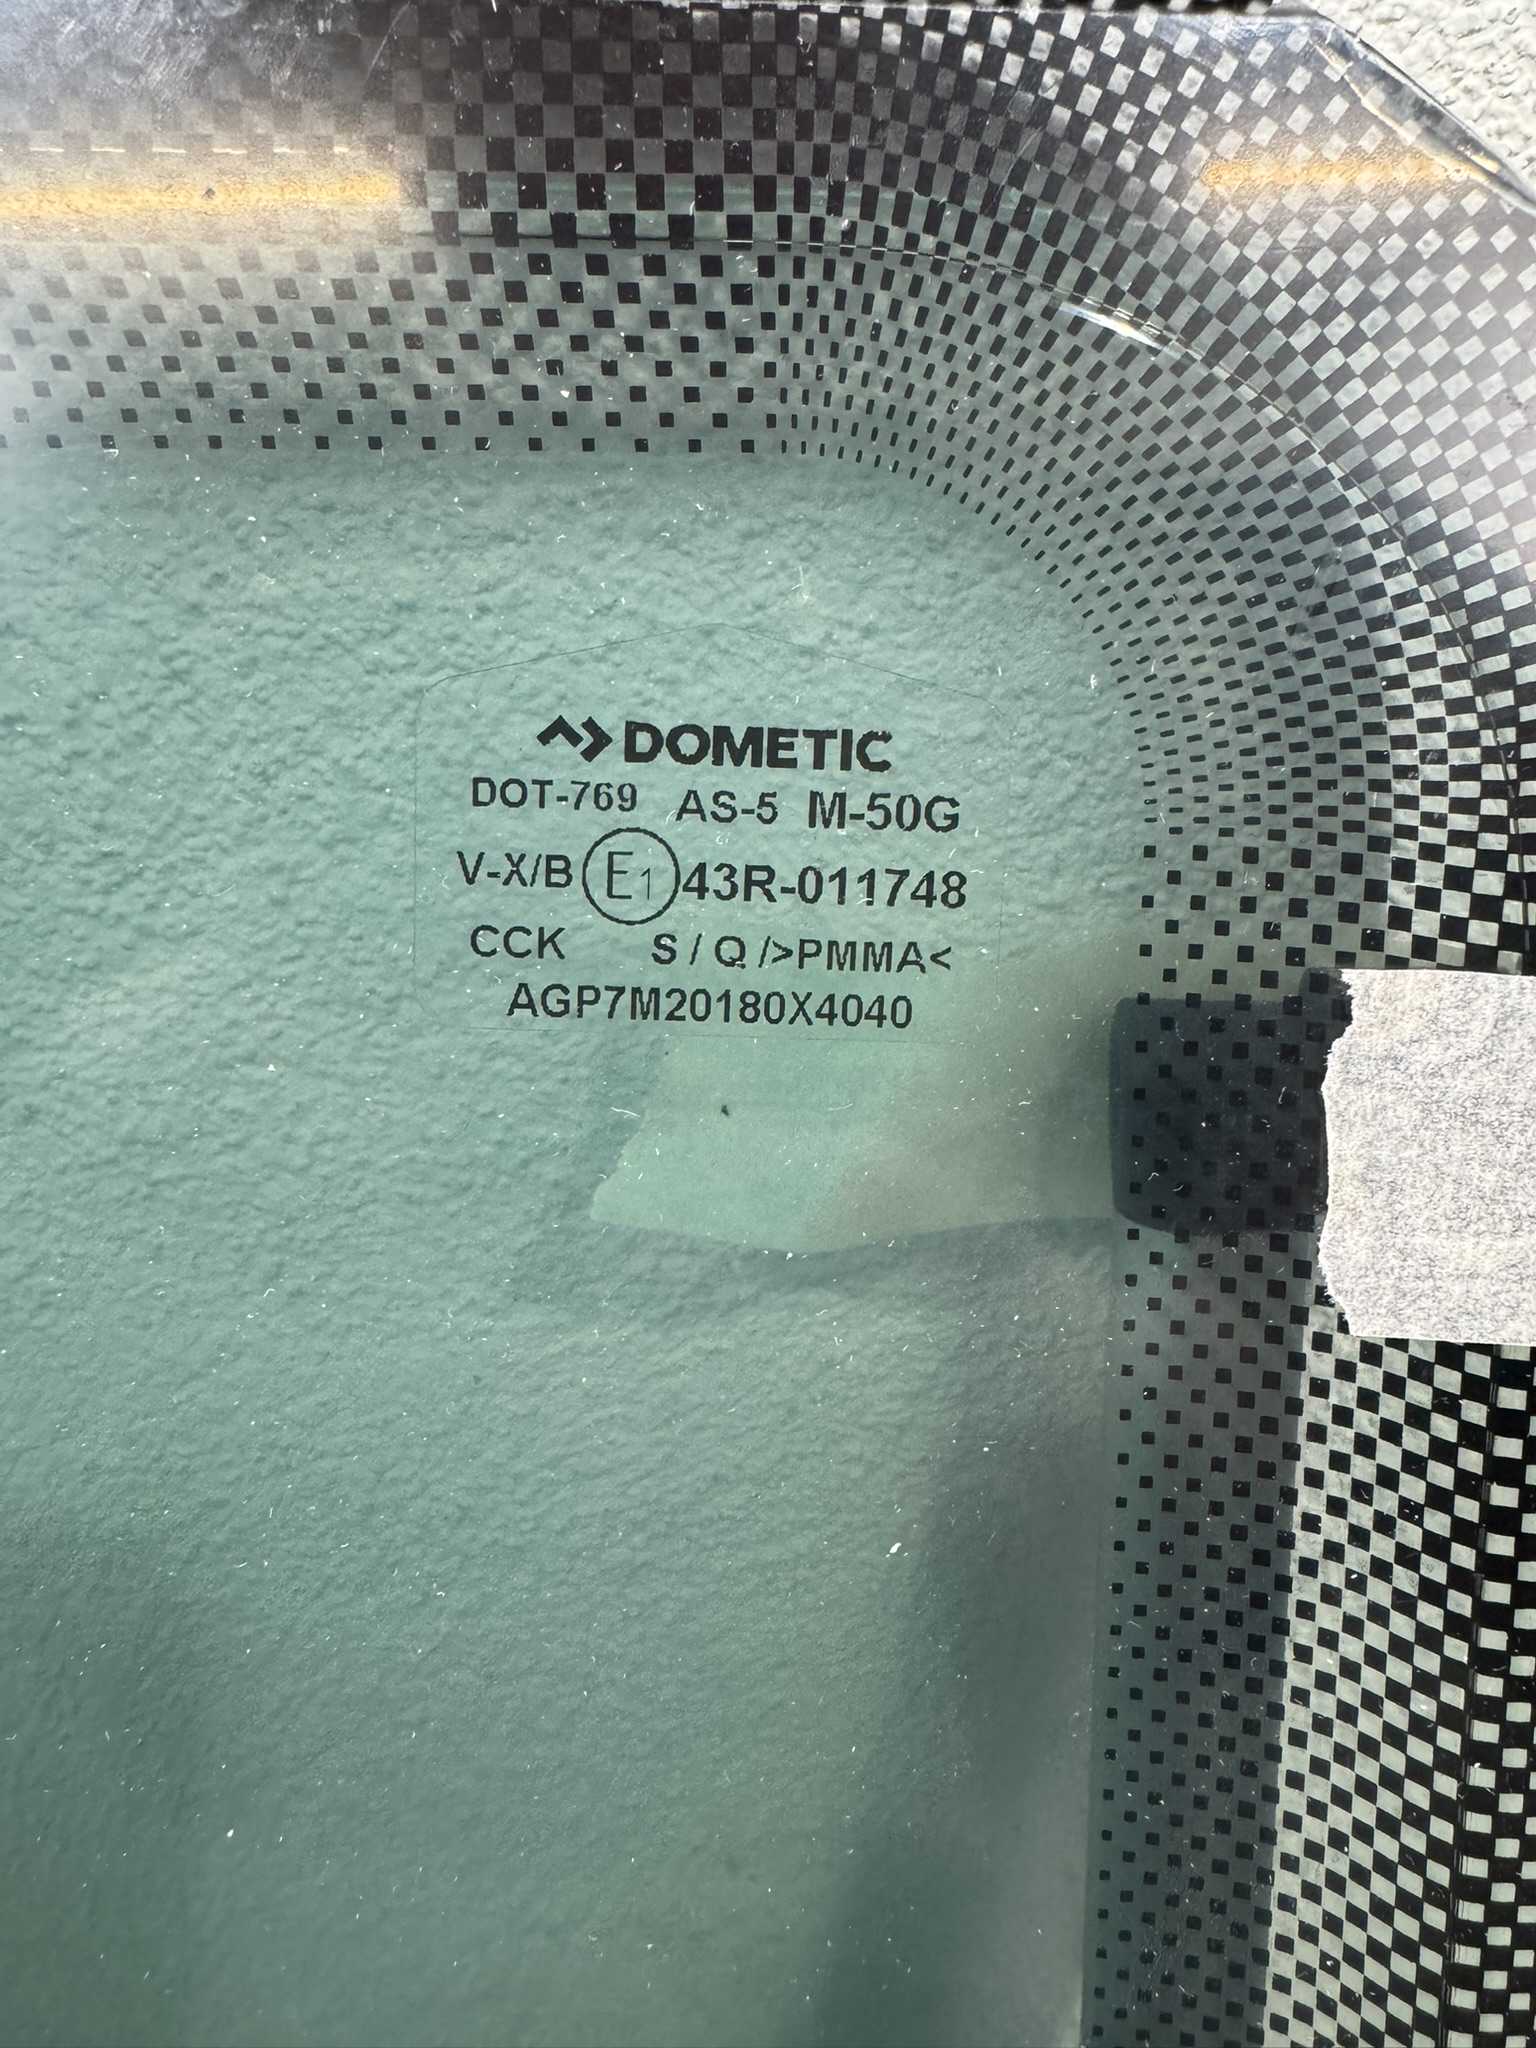 DOMETIC
DOT-769 AS-5 M-50G
V-X/B E1 43R-011748
CCK S / Q />PMMA<
AGP7M20180X4040